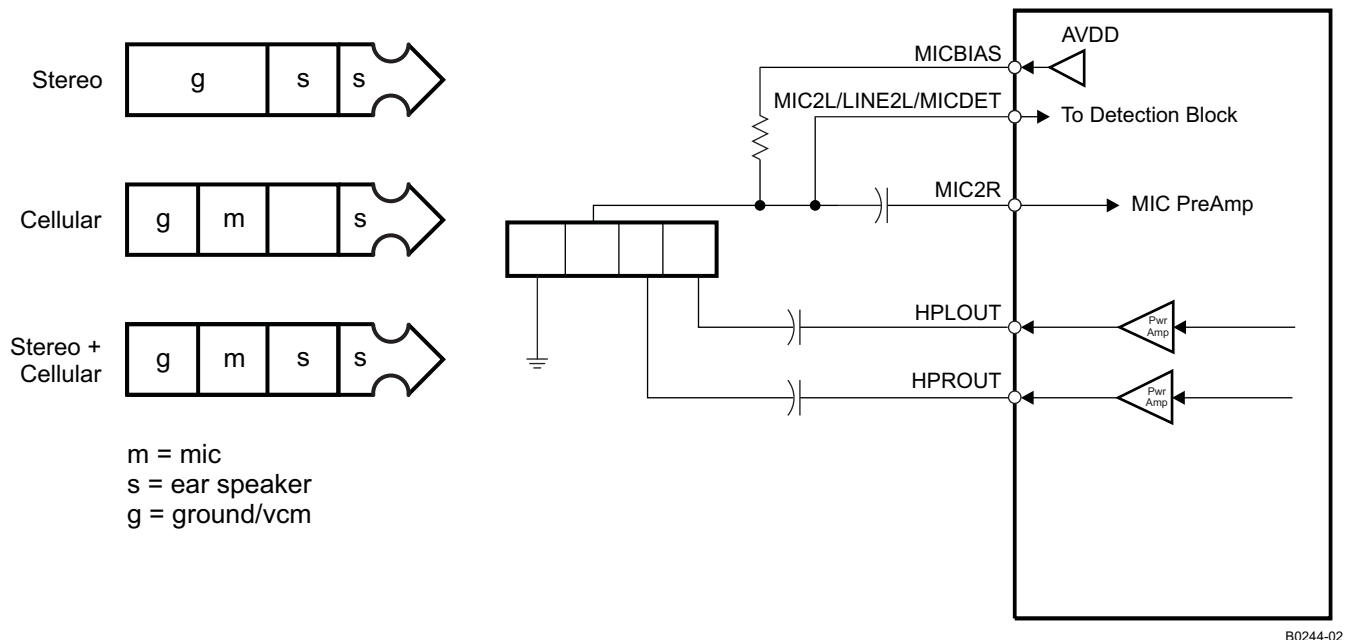 Stereo
g s s
Cellular
g m s
Stereo +
Cellular
g m s s
m = mic
s = ear speaker
g = ground/vcm
MICBIAS
AVDD
MIC2L/LINE2L/MICDET
To Detection Block
MIC2R
MIC PreAmp
HPLOUT
Pwr
Amp
HPROUT
Pwr
Amp
B0244-02